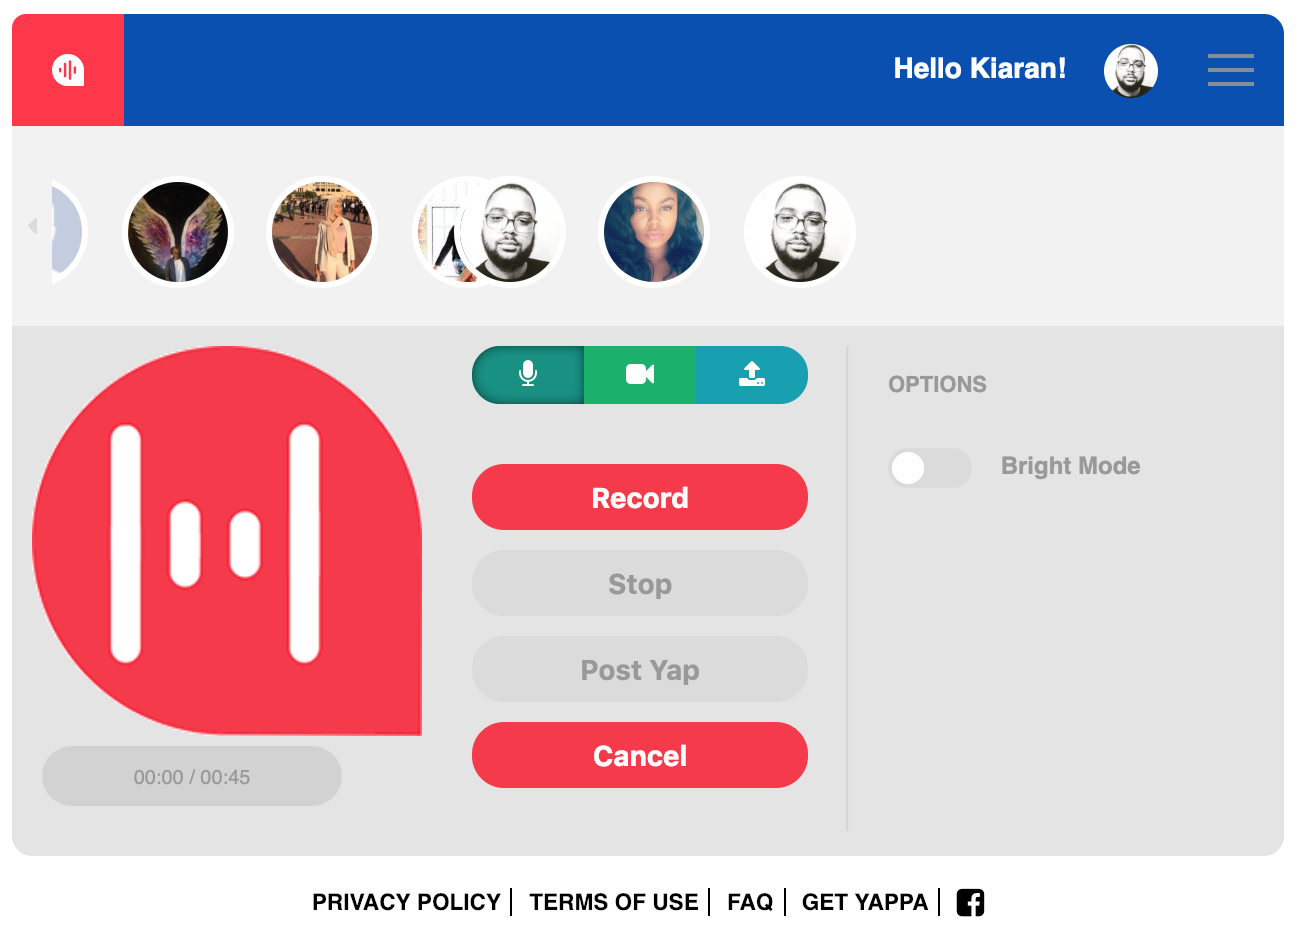 Hello Kiaran!
OPTIONS
Bright Mode
Record
Stop
Post Yap
Cancel
00:00 / 00:45
PRIVACY POLICY | TERMS OF USE | FAQ | GET YAPPA |